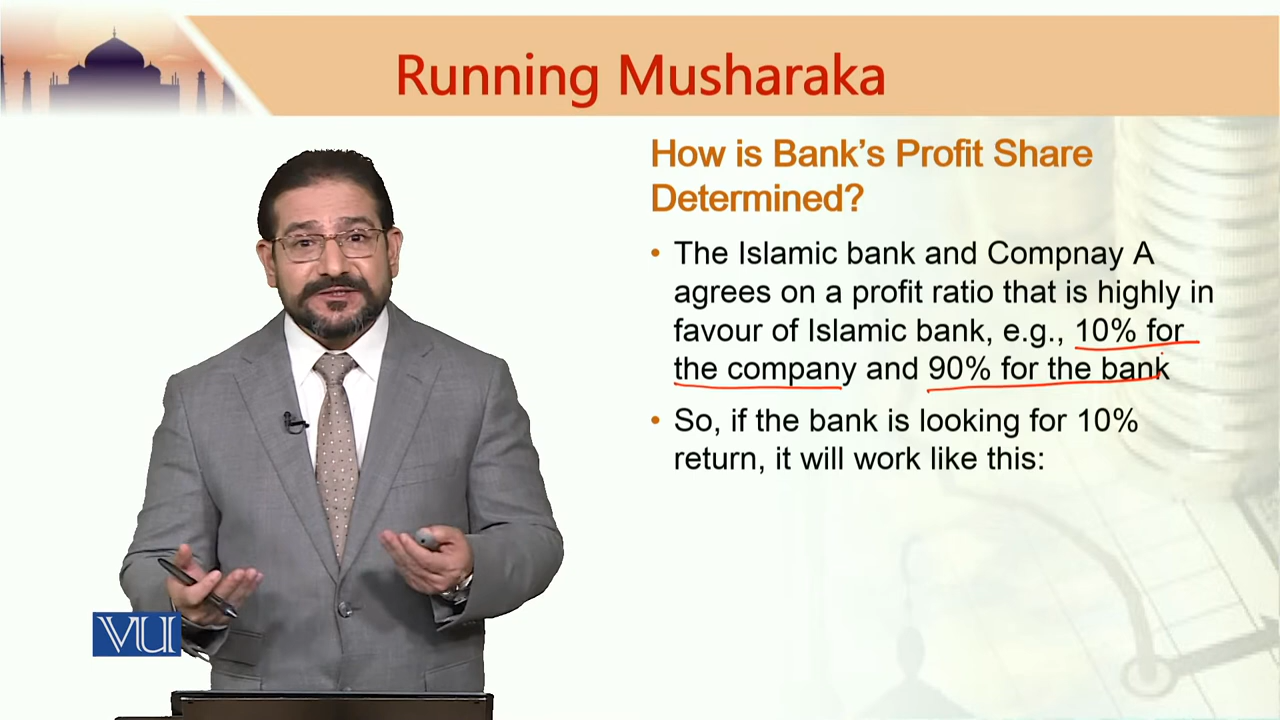 Running Musharaka
How is Bank's Profit Share
Determined?
• The Islamic bank and Compnay A
agrees on a profit ratio that is highly in
favour of Islamic bank, e.g., 10% for
the company and 90% for the bank
• So, if the bank is looking for 10%
return, it will work like this:
VU